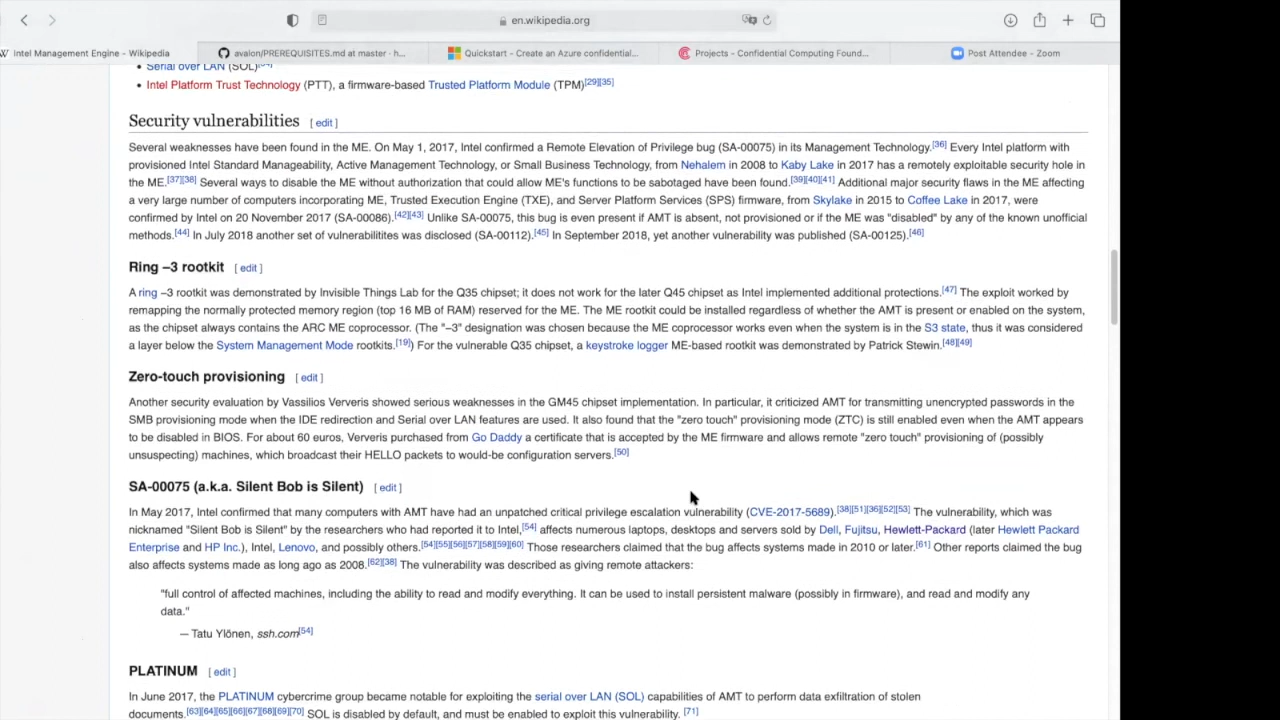 en.wikipedia.org
Intel Management Engine - Wikipedia
avalon/PREREQUISITES.md at master · h...
Quickstart - Create an Azure confidential...
Projects - Confidential Computing Found...
Post Attendee - Zoom
• Serial over LAN (SOL)
• Intel Platform Trust Technology (PTT), a firmware-based Trusted Platform Module (TPM)[29][35]
Security vulnerabilities [ edit ]
Several weaknesses have been found in the ME. On May 1, 2017, Intel confirmed a Remote Elevation of Privilege bug (SA-00075) in its Management Technology.[36] Every Intel platform with
provisioned Intel Standard Manageability, Active Management Technology, or Small Business Technology, from Nehalem in 2008 to Kaby Lake in 2017 has a remotely exploitable security hole in
the ME.[37][38] Several ways to disable the ME without authorization that could allow ME's functions to be sabotaged have been found.[39][40][41] Additional major security flaws in the ME affecting
a very large number of computers incorporating ME, Trusted Execution Engine (TXE), and Server Platform Services (SPS) firmware, from Skylake in 2015 to Coffee Lake in 2017, were
confirmed by Intel on 20 November 2017 (SA-00086).[42][43] Unlike SA-00075, this bug is even present if AMT is absent, not provisioned or if the ME was "disabled" by any of the known unofficial
methods.[44] In July 2018 another set of vulnerabilitites was disclosed (SA-00112).[45] In September 2018, yet another vulnerability was published (SA-00125).[46]
Ring −3 rootkit [ edit ]
A ring −3 rootkit was demonstrated by Invisible Things Lab for the Q35 chipset; it does not work for the later Q45 chipset as Intel implemented additional protections.[47] The exploit worked by
remapping the normally protected memory region (top 16 MB of RAM) reserved for the ME. The ME rootkit could be installed regardless of whether the AMT is present or enabled on the system,
as the chipset always contains the ARC ME coprocessor. (The "−3" designation was chosen because the ME coprocessor works even when the system is in the S3 state, thus it was considered
a layer below the System Management Mode rootkits.[19]) For the vulnerable Q35 chipset, a keystroke logger ME-based rootkit was demonstrated by Patrick Stewin.[48][49]
Zero-touch provisioning [ edit ]
Another security evaluation by Vassilios Ververis showed serious weaknesses in the GM45 chipset implementation. In particular, it criticized AMT for transmitting unencrypted passwords in the
SMB provisioning mode when the IDE redirection and Serial over LAN features are used. It also found that the "zero touch" provisioning mode (ZTC) is still enabled even when the AMT appears
to be disabled in BIOS. For about 60 euros, Ververis purchased from Go Daddy a certificate that is accepted by the ME firmware and allows remote "zero touch" provisioning of (possibly
unsuspecting) machines, which broadcast their HELLO packets to would-be configuration servers.[50]
SA-00075 (a.k.a. Silent Bob is Silent) [ edit ]
In May 2017, Intel confirmed that many computers with AMT have had an unpatched critical privilege escalation vulnerability (CVE-2017-5689).[38][51][36][52][53] The vulnerability, which was
nicknamed "Silent Bob is Silent" by the researchers who had reported it to Intel,[54] affects numerous laptops, desktops and servers sold by Dell, Fujitsu, Hewlett-Packard (later Hewlett Packard
Enterprise and HP Inc.), Intel, Lenovo, and possibly others.[54][55][56][57][58][59][60] Those researchers claimed that the bug affects systems made in 2010 or later.[61] Other reports claimed the bug
also affects systems made as long ago as 2008.[62][38] The vulnerability was described as giving remote attackers:
"full control of affected machines, including the ability to read and modify everything. It can be used to install persistent malware (possibly in firmware), and read and modify any
data."
— Tatu Ylönen, ssh.com[54]
PLATINUM [ edit ]
In June 2017, the PLATINUM cybercrime group became notable for exploiting the serial over LAN (SOL) capabilities of AMT to perform data exfiltration of stolen
documents.[63][64][65][66][67][68][69][70] SOL is disabled by default, and must be enabled to exploit this vulnerability. [71]